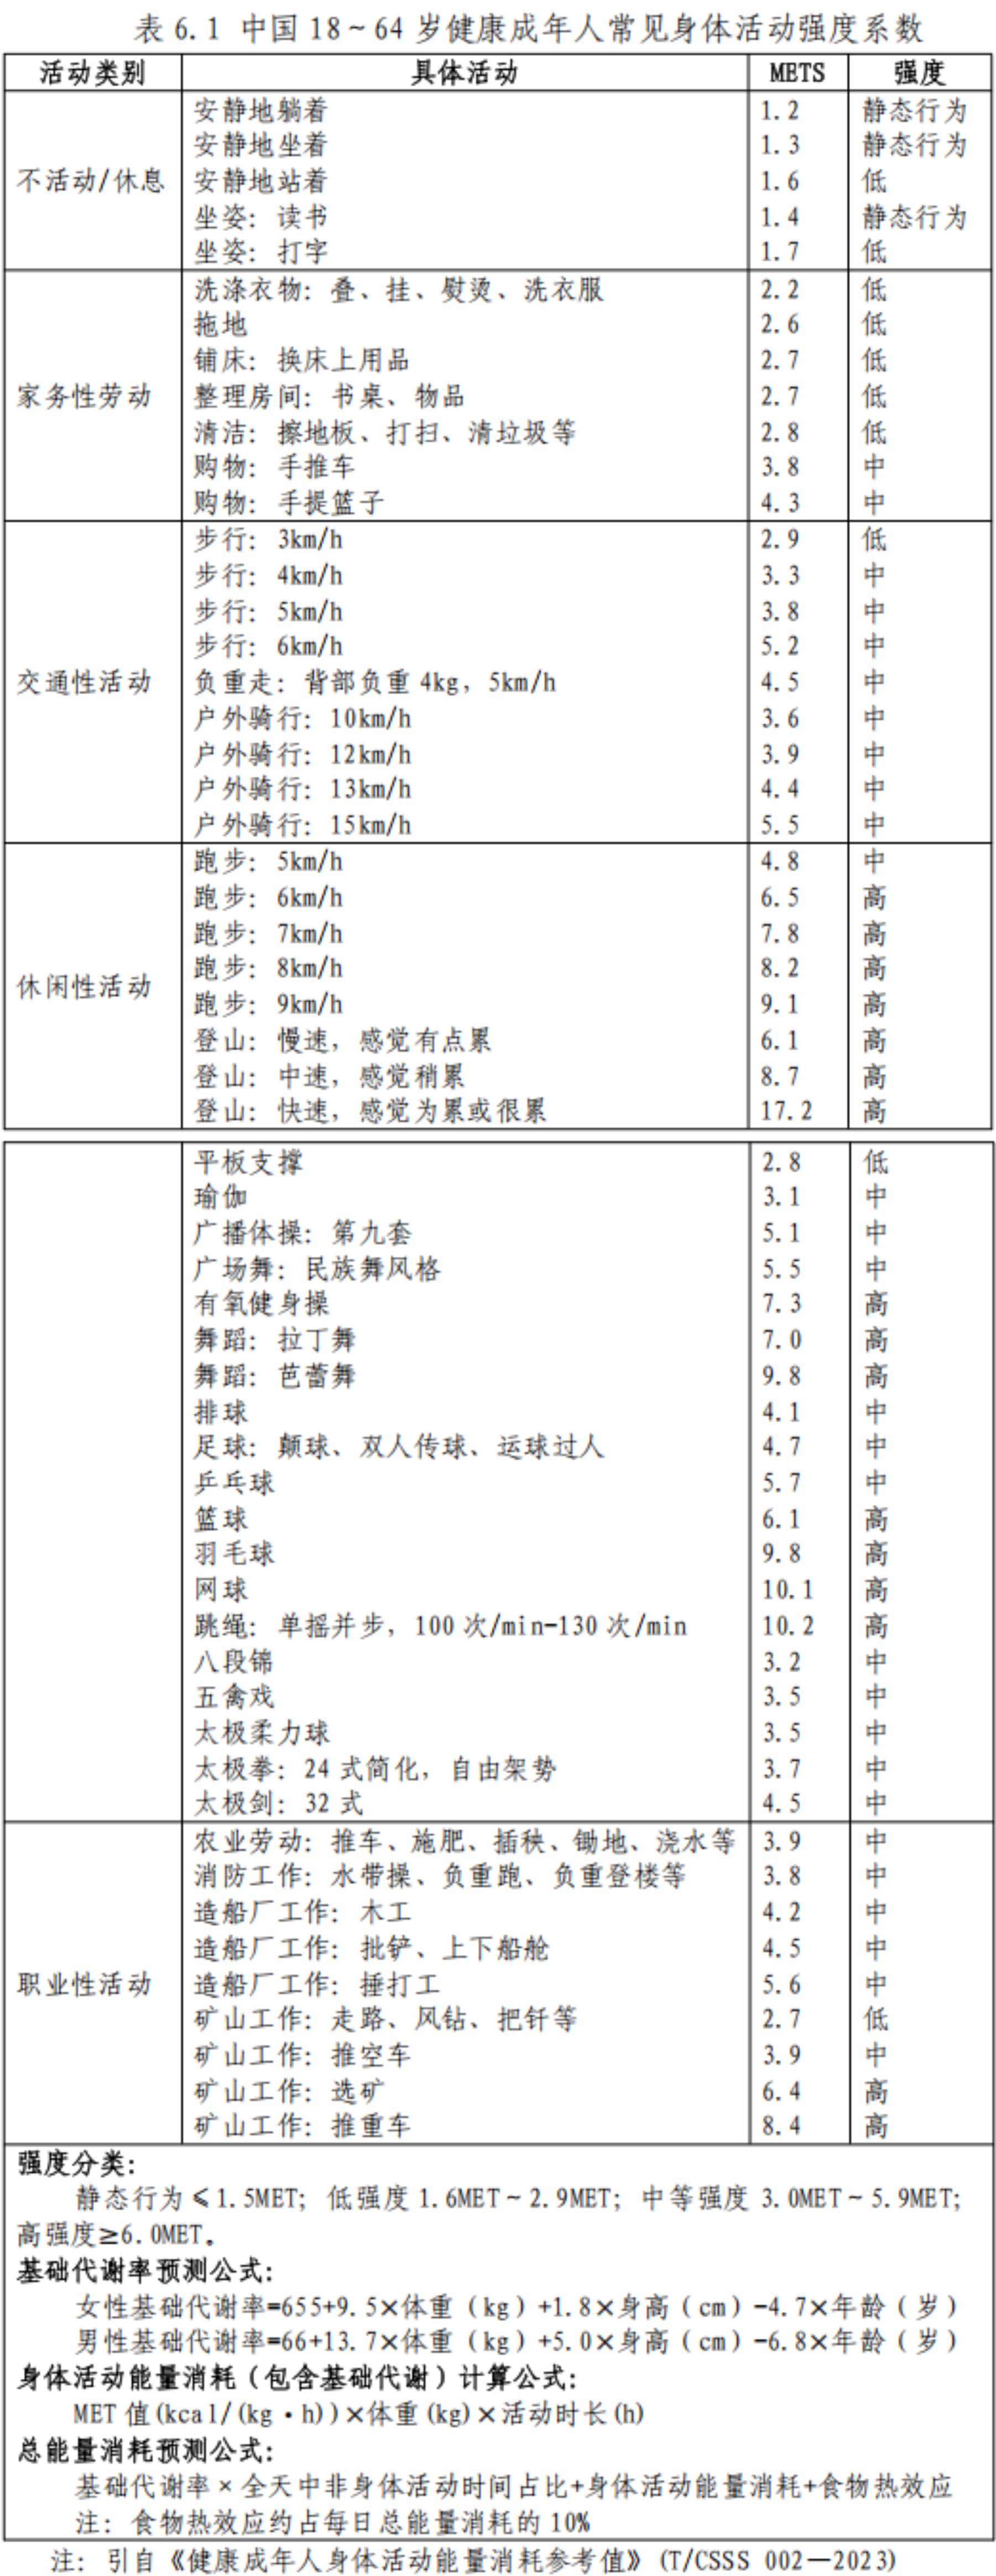 表 6.1 中国 18～64 岁健康成年人常见身体活动强度系数
活动类别 具体活动 METS 强度
不活动/休息
安静地躺着 1.2 静态行为
安静地坐着 1.3 静态行为
安静地站着 1.6 低
坐姿：读书 1.4 静态行为
坐姿：打字 1.7 低
家务性劳动
洗涤衣物：叠、挂、熨烫、洗衣服 2.2 低
拖地 2.6 低
铺床：换床上用品 2.7 低
整理房间：书桌、物品 2.7 低
清洁：擦地板、打扫、清垃圾等 2.8 低
购物：手推车 3.8 中
购物：手提篮子 4.3 中
交通性活动
步行：3km/h 2.9 低
步行：4km/h 3.3 中
步行：5km/h 3.8 中
步行：6km/h 5.2 中
负重走：背部负重 4kg，5km/h 4.5 中
户外骑行：10km/h 3.6 中
户外骑行：12km/h 3.9 中
户外骑行：13km/h 4.4 中
户外骑行：15km/h 5.5 中
休闲性活动
跑步：5km/h 4.8 中
跑步：6km/h 6.5 高
跑步：7km/h 7.8 高
跑步：8km/h 8.2 高
跑步：9km/h 9.1 高
登山：慢速，感觉有点累 6.1 高
登山：中速，感觉稍累 8.7 高
登山：快速，感觉为累或很累 17.2 高
平板支撑 2.8 低
瑜伽 3.1 中
广播体操：第九套 5.1 中
广场舞：民族舞风格 5.5 中
有氧健身操 7.3 高
舞蹈：拉丁舞 7.0 高
舞蹈：芭蕾舞 9.8 高
排球 4.1 中
足球：颠球、双人传球、运球过人 4.7 中
乒乓球 5.7 中
篮球 6.1 高
羽毛球 9.8 高
网球 10.1 高
跳绳：单摇并步，100 次/min-130 次/min 10.2 高
八段锦 3.2 中
五禽戏 3.5 中
太极柔力球 3.5 中
太极拳：24 式简化，自由架势 3.7 中
太极剑：32 式 4.5 中
职业性活动
农业劳动：推车、施肥、插秧、锄地、浇水等 3.9 中
消防工作：水带操、负重跑、负重登楼等 3.8 中
造船厂工作：木工 4.2 中
造船厂工作：批铲、上下船舱 4.5 中
造船厂工作：捶打工 5.6 中
矿山工作：走路、风钻、把钎等 2.7 低
矿山工作：推空车 3.9 中
矿山工作：选矿 6.4 高
矿山工作：推重车 8.4 高
强度分类：
静态行为≤1.5MET；低强度 1.6MET～2.9MET；中等强度 3.0MET～5.9MET；
高强度≥6.0MET。
基础代谢率预测公式：
女性基础代谢率=655+9.5×体重（kg）+1.8×身高（cm）-4.7×年龄（岁）
男性基础代谢率=66+13.7×体重（kg）+5.0×身高（cm）-6.8×年龄（岁）
身体活动能量消耗（包含基础代谢）计算公式：
MET 值(kcal/(kg·h))×体重(kg)×活动时长(h)
总能量消耗预测公式：
基础代谢率×全天中非身体活动时间占比+身体活动能量消耗+食物热效应
注：食物热效应约占每日总能量消耗的 10%
注：引自《健康成年人身体活动能量消耗参考值》(T/CSSS 002—2023)